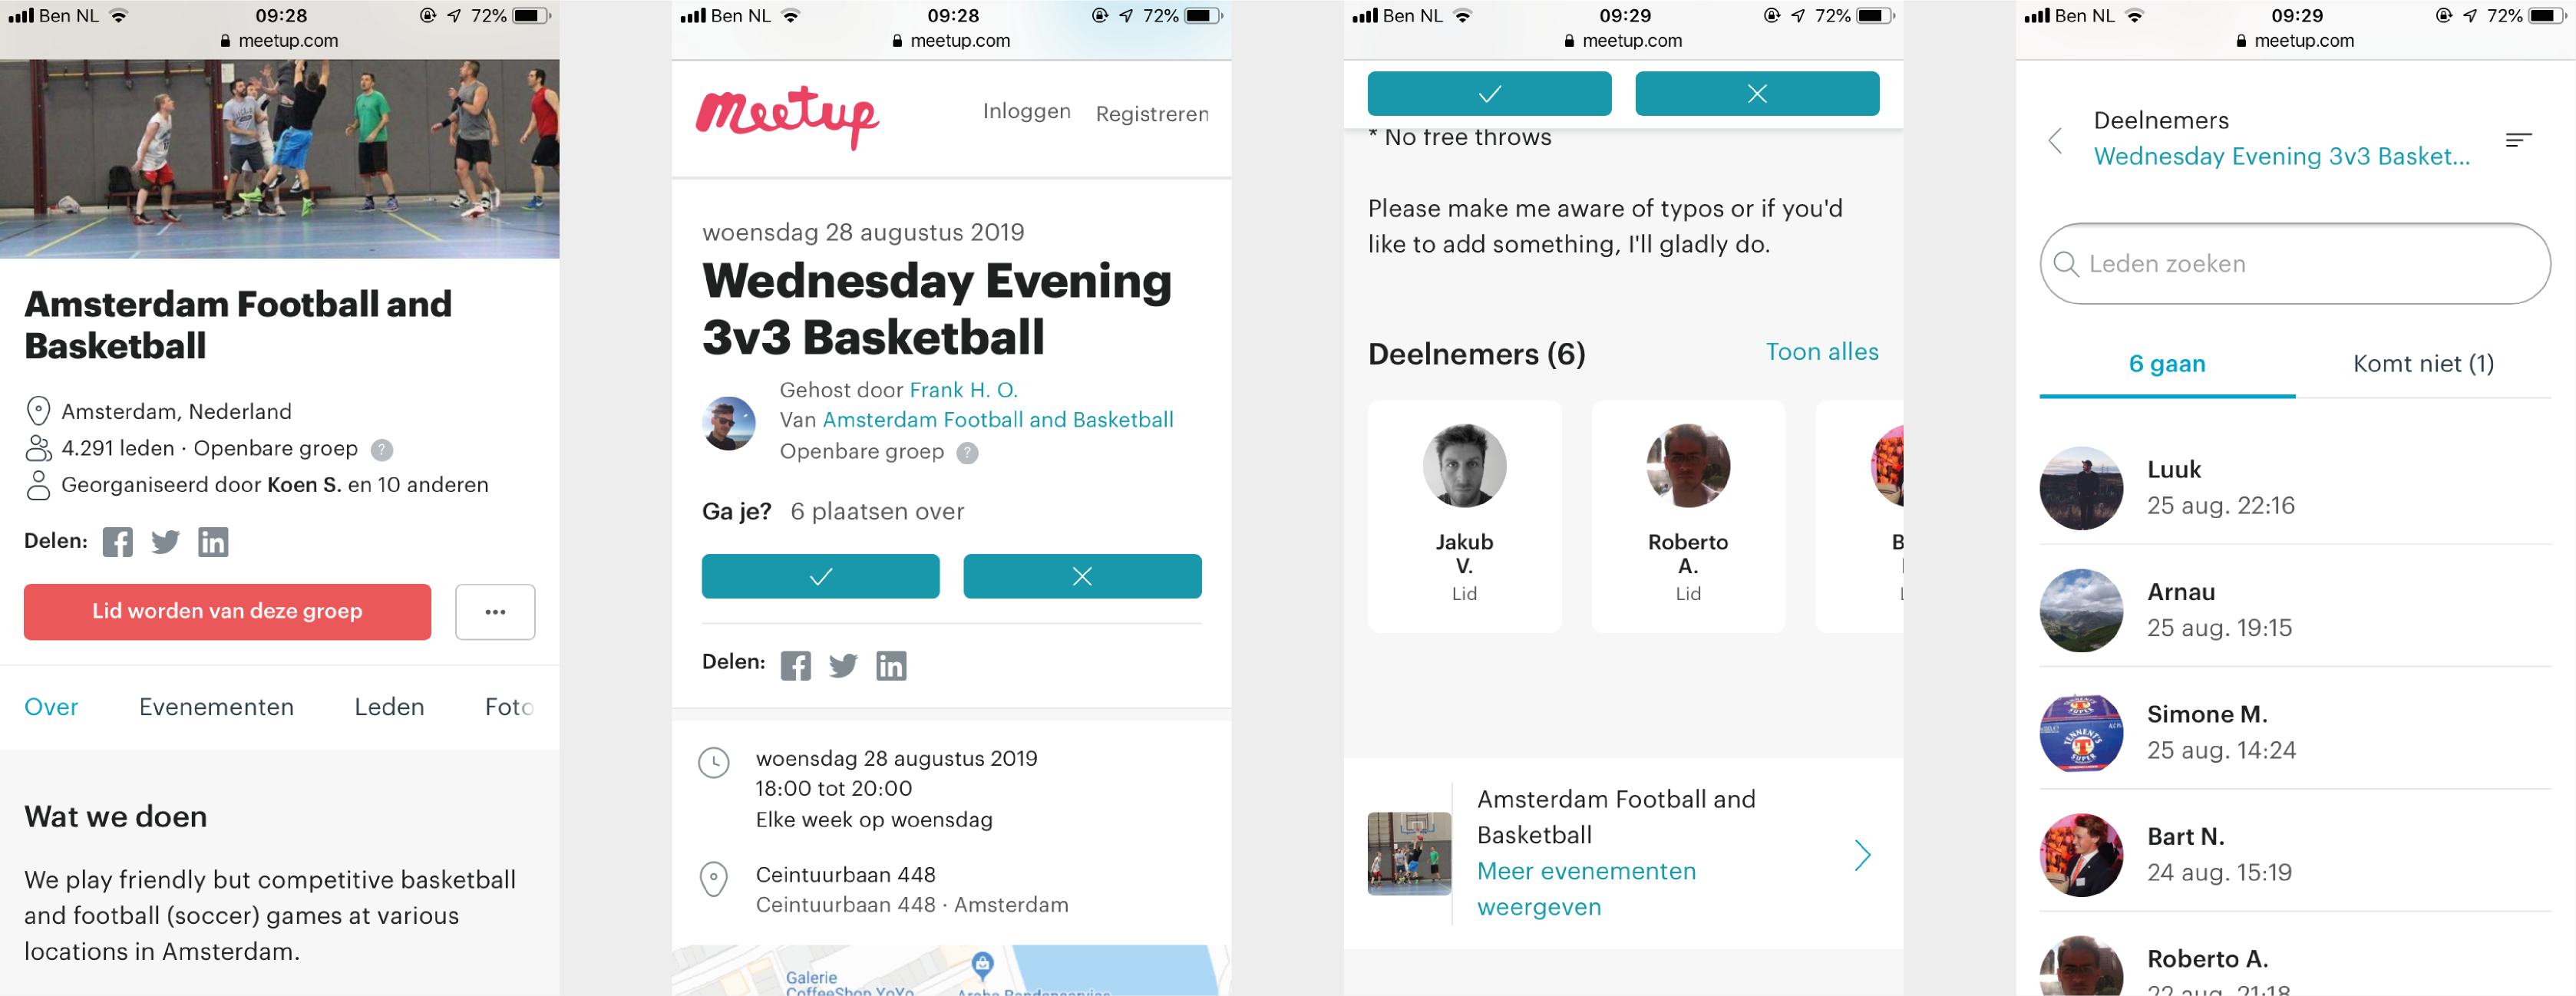 Ben NL 09:28 72%
meetup.com
Amsterdam Football and
Basketball
Amsterdam, Nederland
4.291 leden · Openbare groep ?
Georganiseerd door Koen S. en 10 anderen
Delen:
Lid worden van deze groep
Over Evenementen Leden Foto
Wat we doen
We play friendly but competitive basketball
and football (soccer) games at various
locations in Amsterdam.
Ben NL 09:28 72%
meetup.com
Meetup
Inloggen Registreren
woensdag 28 augustus 2019
Wednesday Evening
3v3 Basketball
Gehost door Frank H. O.
Van Amsterdam Football and Basketball
Openbare groep ?
Ga je? 6 plaatsen over
Delen:
woensdag 28 augustus 2019
18:00 tot 20:00
Elke week op woensdag
Ceintuurbaan 448
Ceintuurbaan 448 · Amsterdam
Galerie
CoffeeShop YoYo
Ben NL 09:29 72%
meetup.com
* No free throws
Please make me aware of typos or if you'd
like to add something, I'll gladly do.
Deelnemers (6) Toon alles
Jakub
V.
Lid
Roberto
A.
Lid
B
Amsterdam Football and
Basketball
Meer evenementen
weergeven
Ben NL 09:29 72%
meetup.com
Deelnemers
Wednesday Evening 3v3 Basket...
Leden zoeken
6 gaan Komt niet (1)
Luuk
25 aug. 22:16
Arnau
25 aug. 19:15
TENNENT'S
SUPER
Simone M.
25 aug. 14:24
Bart N.
24 aug. 15:19
Roberto A.
22 aug. 21:18